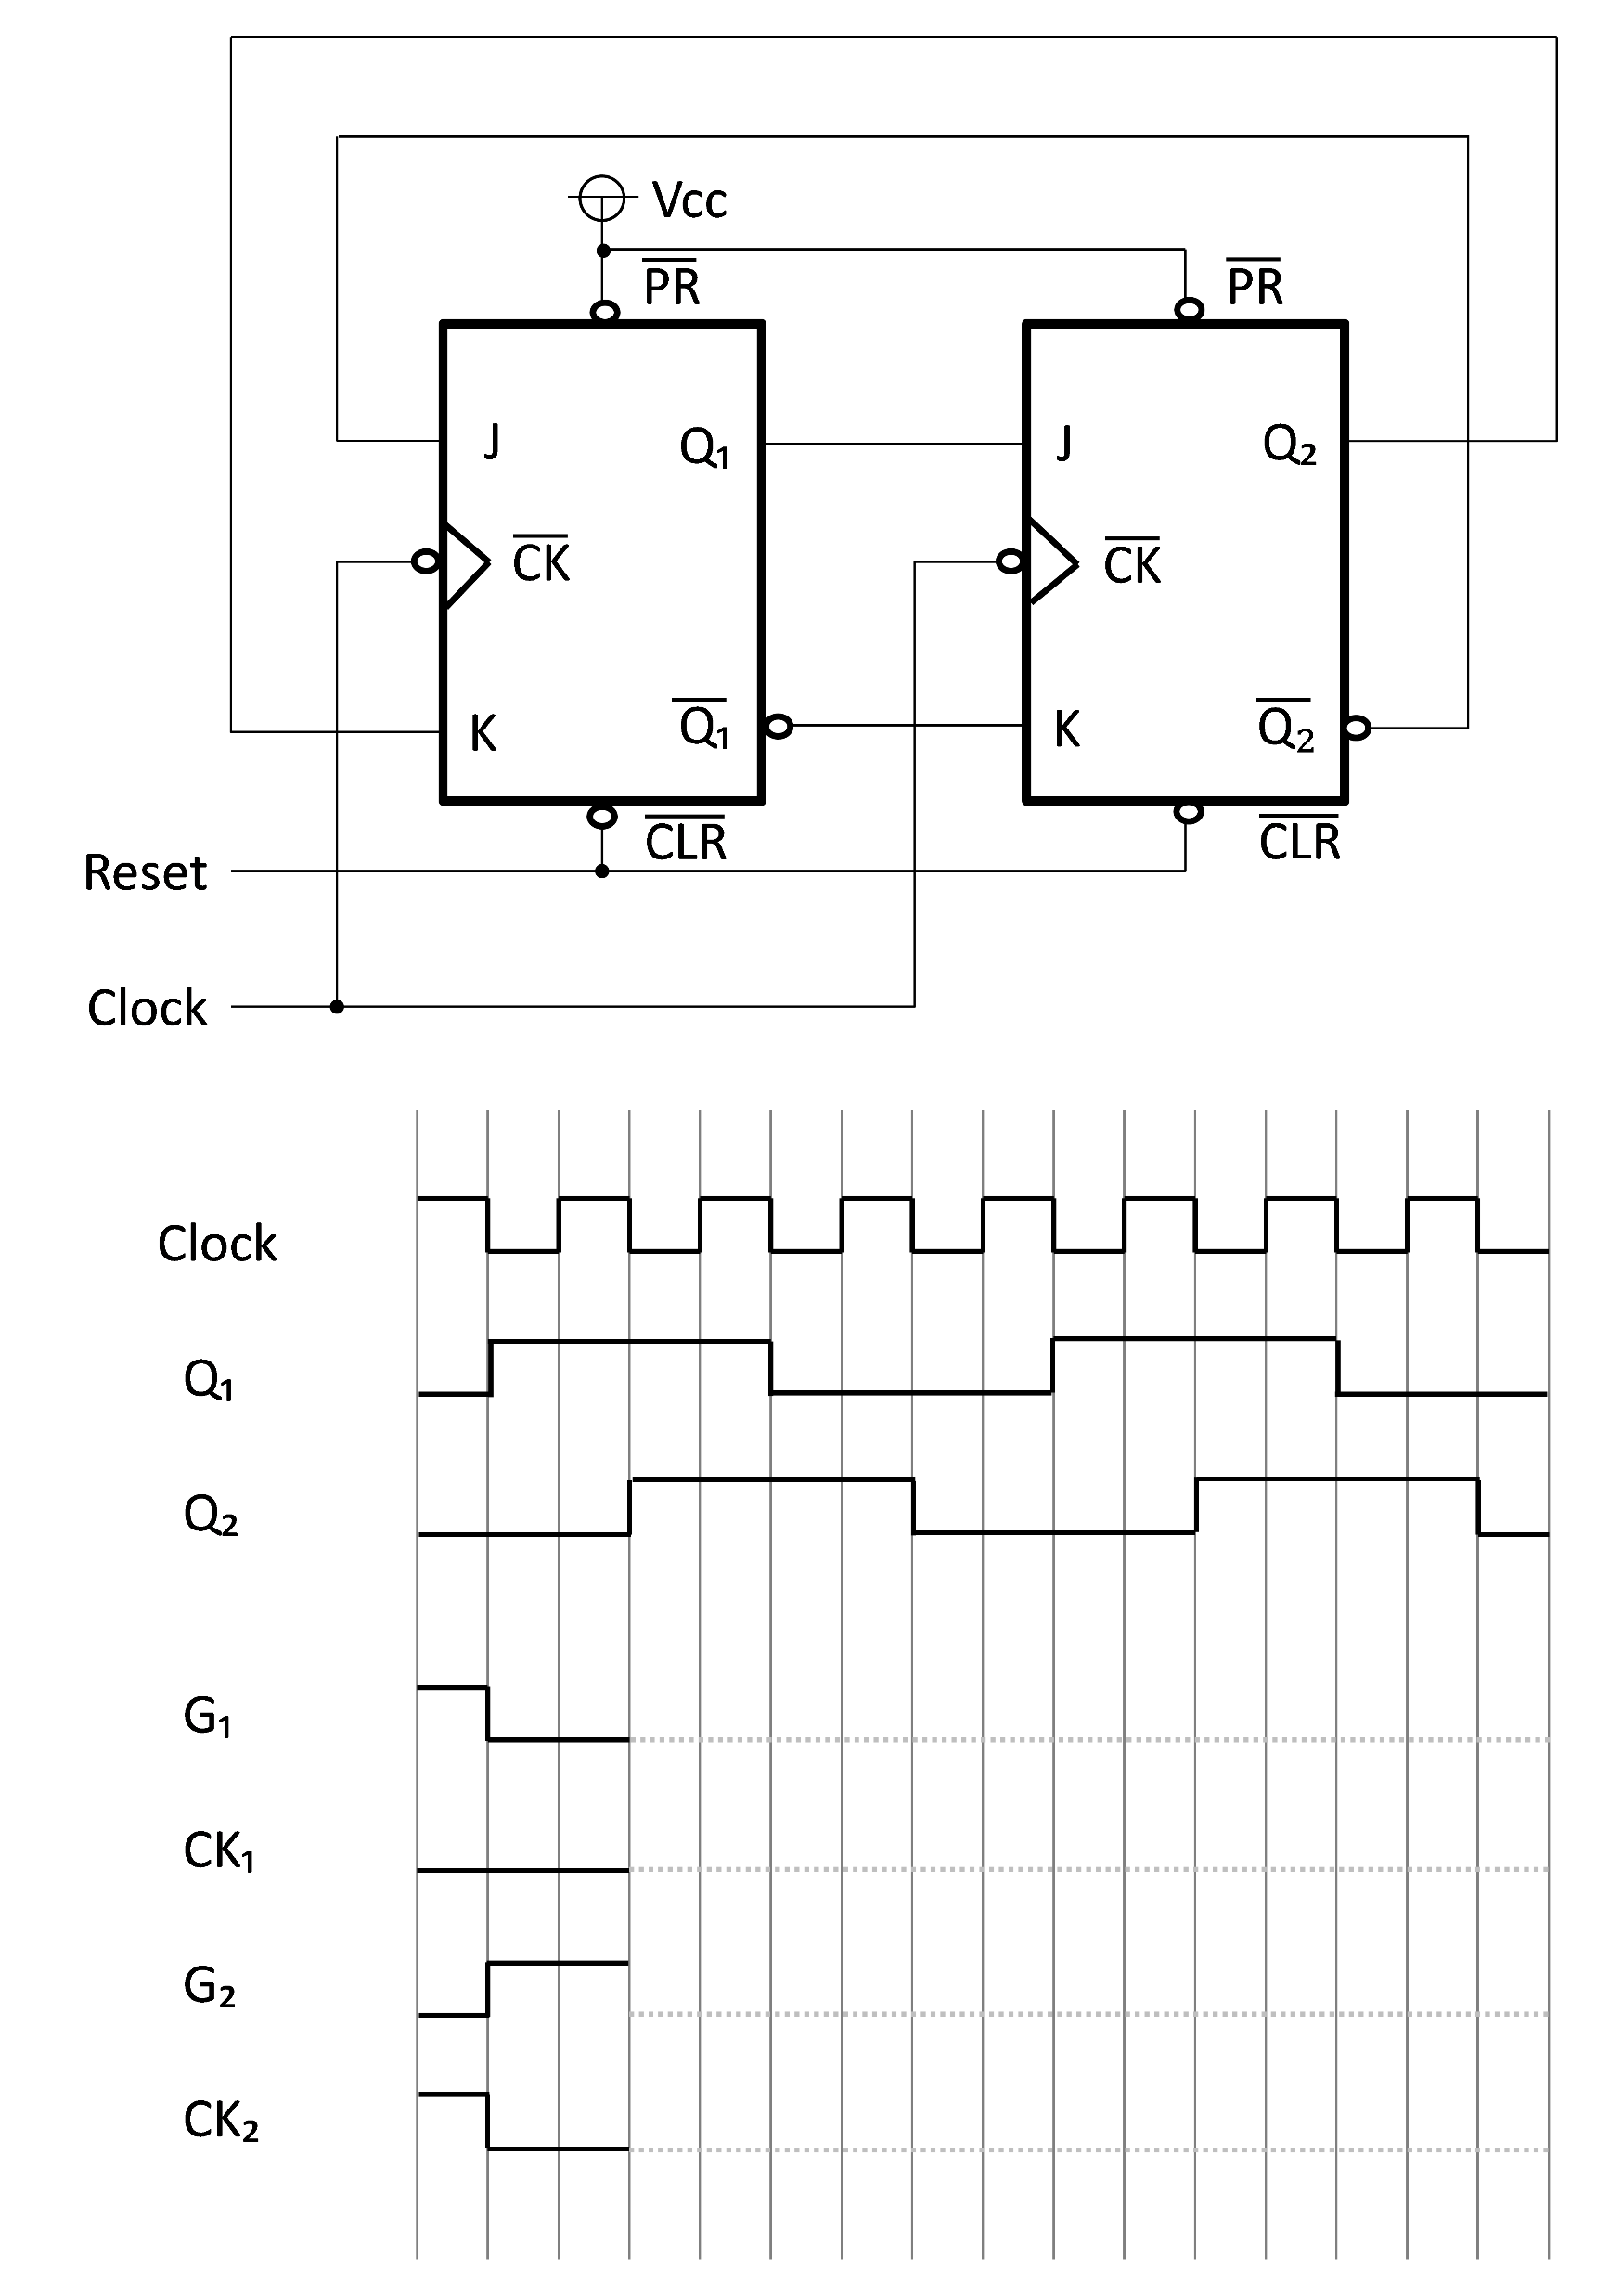 Vcc
PR PR
J Q₁ J Q₂
CK CK
K Q₁ K Q₂
CLR CLR
Reset
Clock
Clock
Q₁
Q₂
G₁
CK₁
G₂
CK₂